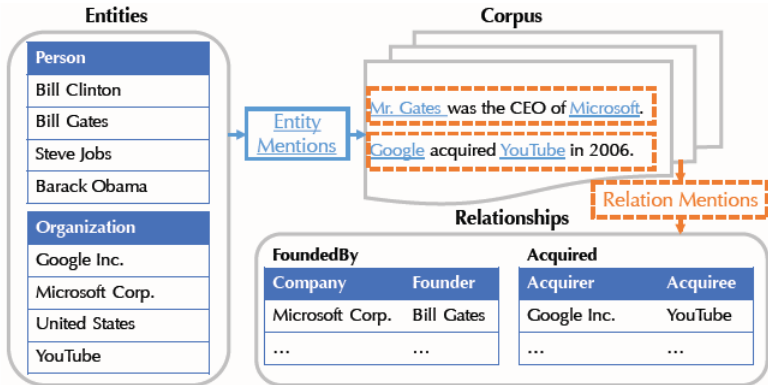 Entities
Person
Bill Clinton
Bill Gates
Steve Jobs
Barack Obama
Organization
Google Inc.
Microsoft Corp.
United States
YouTube
Entity
Mentions
Corpus
Mr. Gates was the CEO of Microsoft.
Google acquired YouTube in 2006.
Relation Mentions
Relationships
FoundedBy
Company Founder
Microsoft Corp. Bill Gates
... ...
Acquired
Acquirer Acquiree
Google Inc. YouTube
... ...